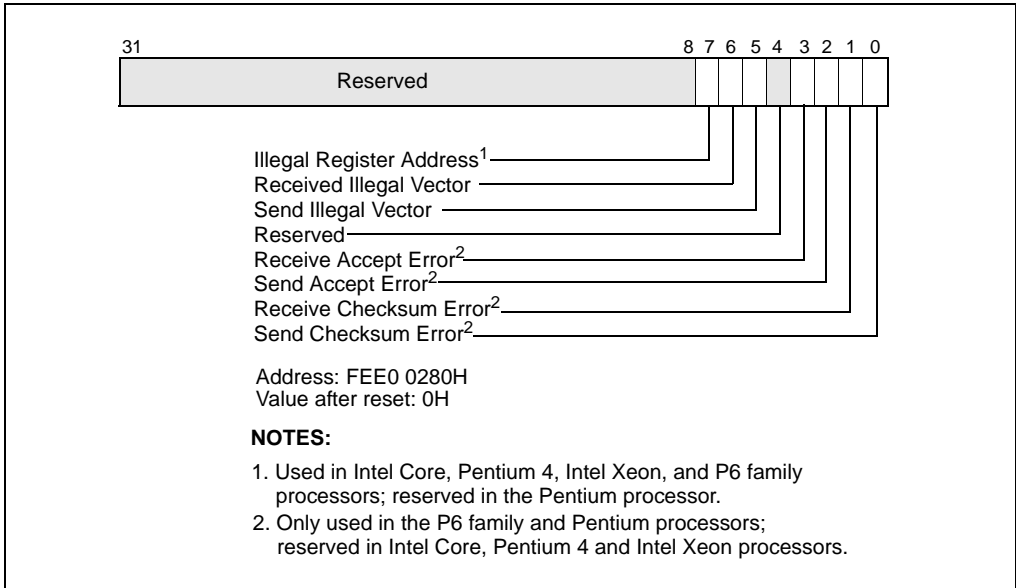 31 8 7 6 5 4 3 2 1 0
Reserved
Illegal Register Address1
Received Illegal Vector
Send Illegal Vector
Reserved
Receive Accept Error2
Send Accept Error2
Receive Checksum Error2
Send Checksum Error2
Address: FEE0 0280H
Value after reset: 0H
NOTES:
1. Used in Intel Core, Pentium 4, Intel Xeon, and P6 family
processors; reserved in the Pentium processor.
2. Only used in the P6 family and Pentium processors;
reserved in Intel Core, Pentium 4 and Intel Xeon processors.